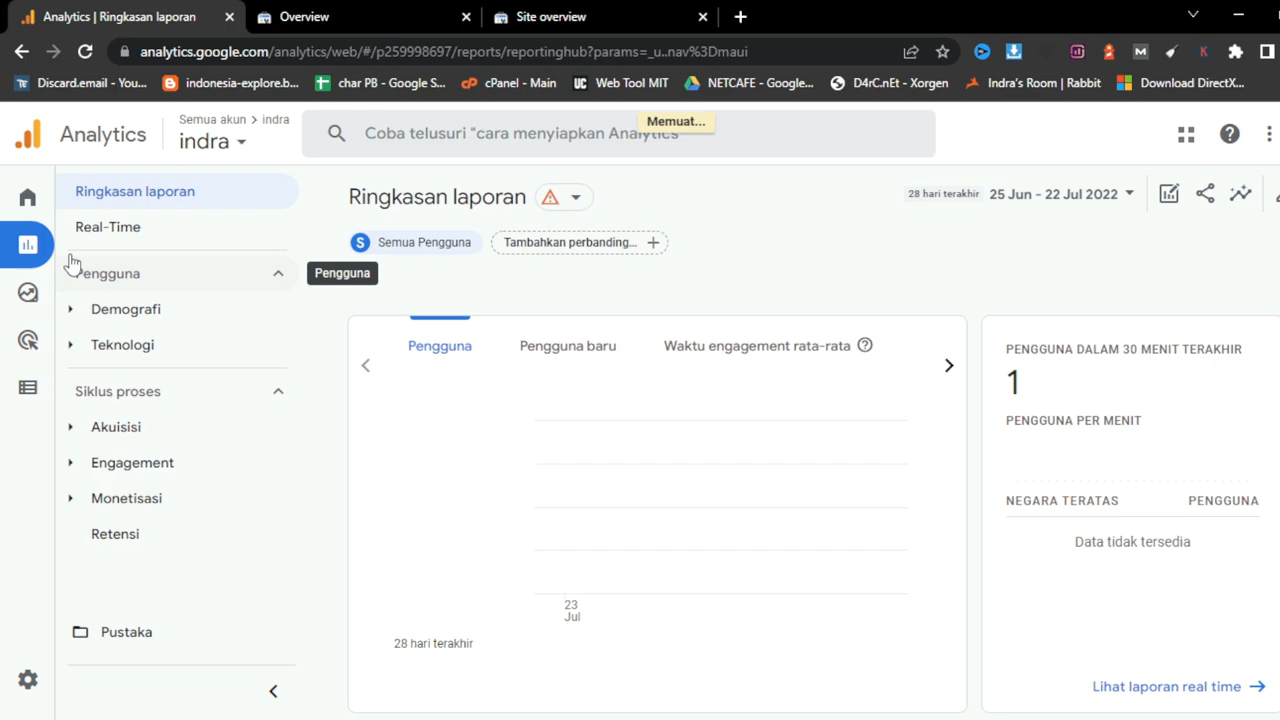 Analytics | Ringkasan laporan
Overview
Site overview
analytics.google.com/analytics/web/#/p259998697/reports/reportinghub?params=_u..nav%3Dmaui
TE
Discard.email - You...
indonesia-explore.b...
char PB - Google S...
cPanel - Main
UC
Web Tool MIT
NETCAFE - Google...
D4rC.nEt - Xorgen
Indra's Room | Rabbit
Download DirectX...
Analytics
Semua akun > indra
indra
Coba telusuri "cara menyiapkan Analytics"
Memuat...
Ringkasan laporan
Real-Time
Pengguna
Demografi
Teknologi
Siklus proses
Akuisisi
Engagement
Monetisasi
Retensi
Pustaka
Pengguna
Ringkasan laporan
28 hari terakhir
25 Jun - 22 Jul 2022
S
Semua Pengguna
Tambahkan perbanding...
Pengguna
Pengguna baru
Waktu engagement rata-rata
23
Jul
28 hari terakhir
PENGGUNA DALAM 30 MENIT TERAKHIR
1
PENGGUNA PER MENIT
NEGARA TERATAS
PENGGUNA
Data tidak tersedia
Lihat laporan real time